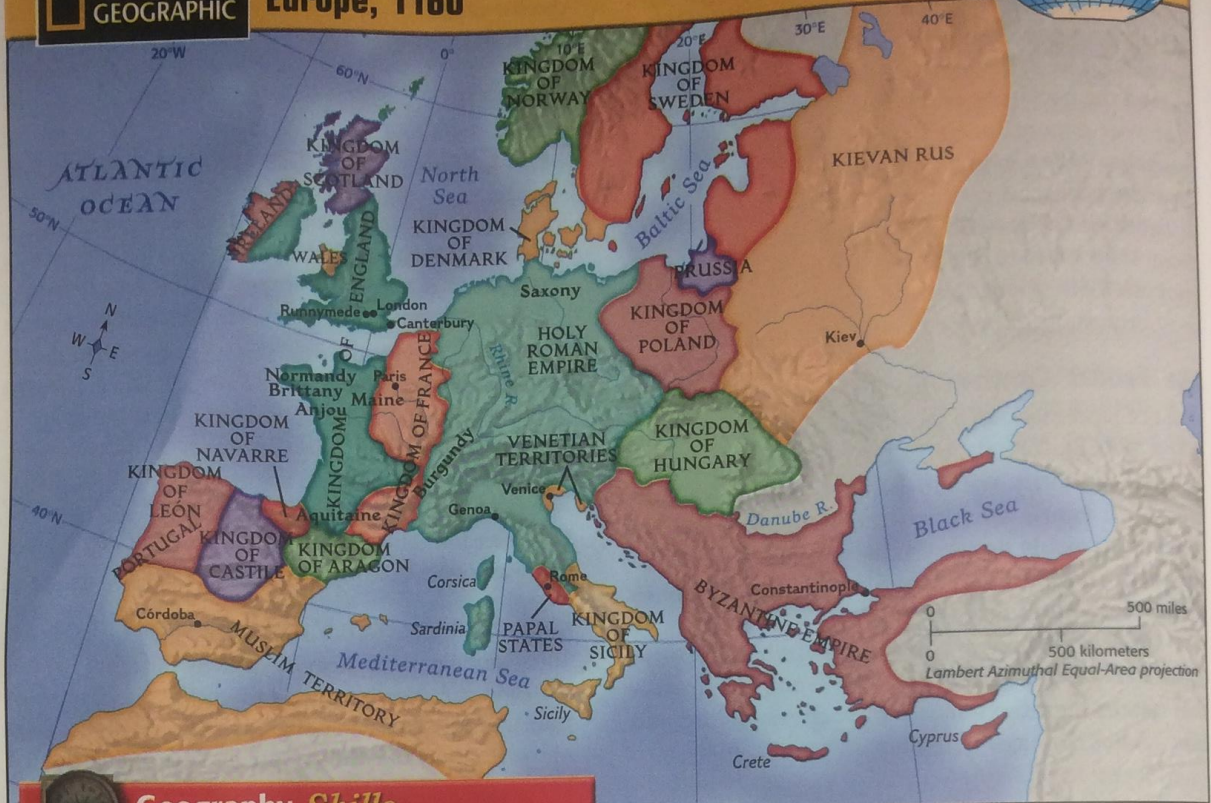 GEOGRAPHIC
Europe, 1160
20°W
60°N
0°
10°E
20°E
30°E
40°E
KINGDOM
OF
NORWAY
KINGDOM
OF
SWEDEN
KIEVAN RUS
ATLANTIC
OCEAN
KINGDOM
OF
SCOTLAND
North
Sea
50°N
IRELAND
WALES
KINGDOM
OF
DENMARK
Baltic Sea
PRUSSIA
Saxony
Runnymede
London
Canterbury
KINGDOM OF ENGLAND
N
W
E
S
HOLY
ROMAN
EMPIRE
Rhine R.
KINGDOM
OF
POLAND
Kiev
Normandy
Brittany
Anjou
Paris
Maine
KINGDOM OF FRANCE
Burgundy
KINGDOM
OF
NAVARRE
VENETIAN
TERRITORIES
KINGDOM
OF
HUNGARY
KINGDOM
OF
LEÓN
Venice
Genoa
Aquitaine
40°N
PORTUGAL
KINGDOM
OF
CASTILE
KINGDOM
OF ARAGON
Danube R.
Black Sea
Corsica
Rome
Constantinople
BYZANTINE EMPIRE
Córdoba
MUSLIM TERRITORY
Sardinia
PAPAL
STATES
KINGDOM
OF
SICILY
Mediterranean Sea
Sicily
Crete
Cyprus
0
500 miles
0
500 kilometers
Lambert Azimuthal Equal-Area projection
Geography Skills